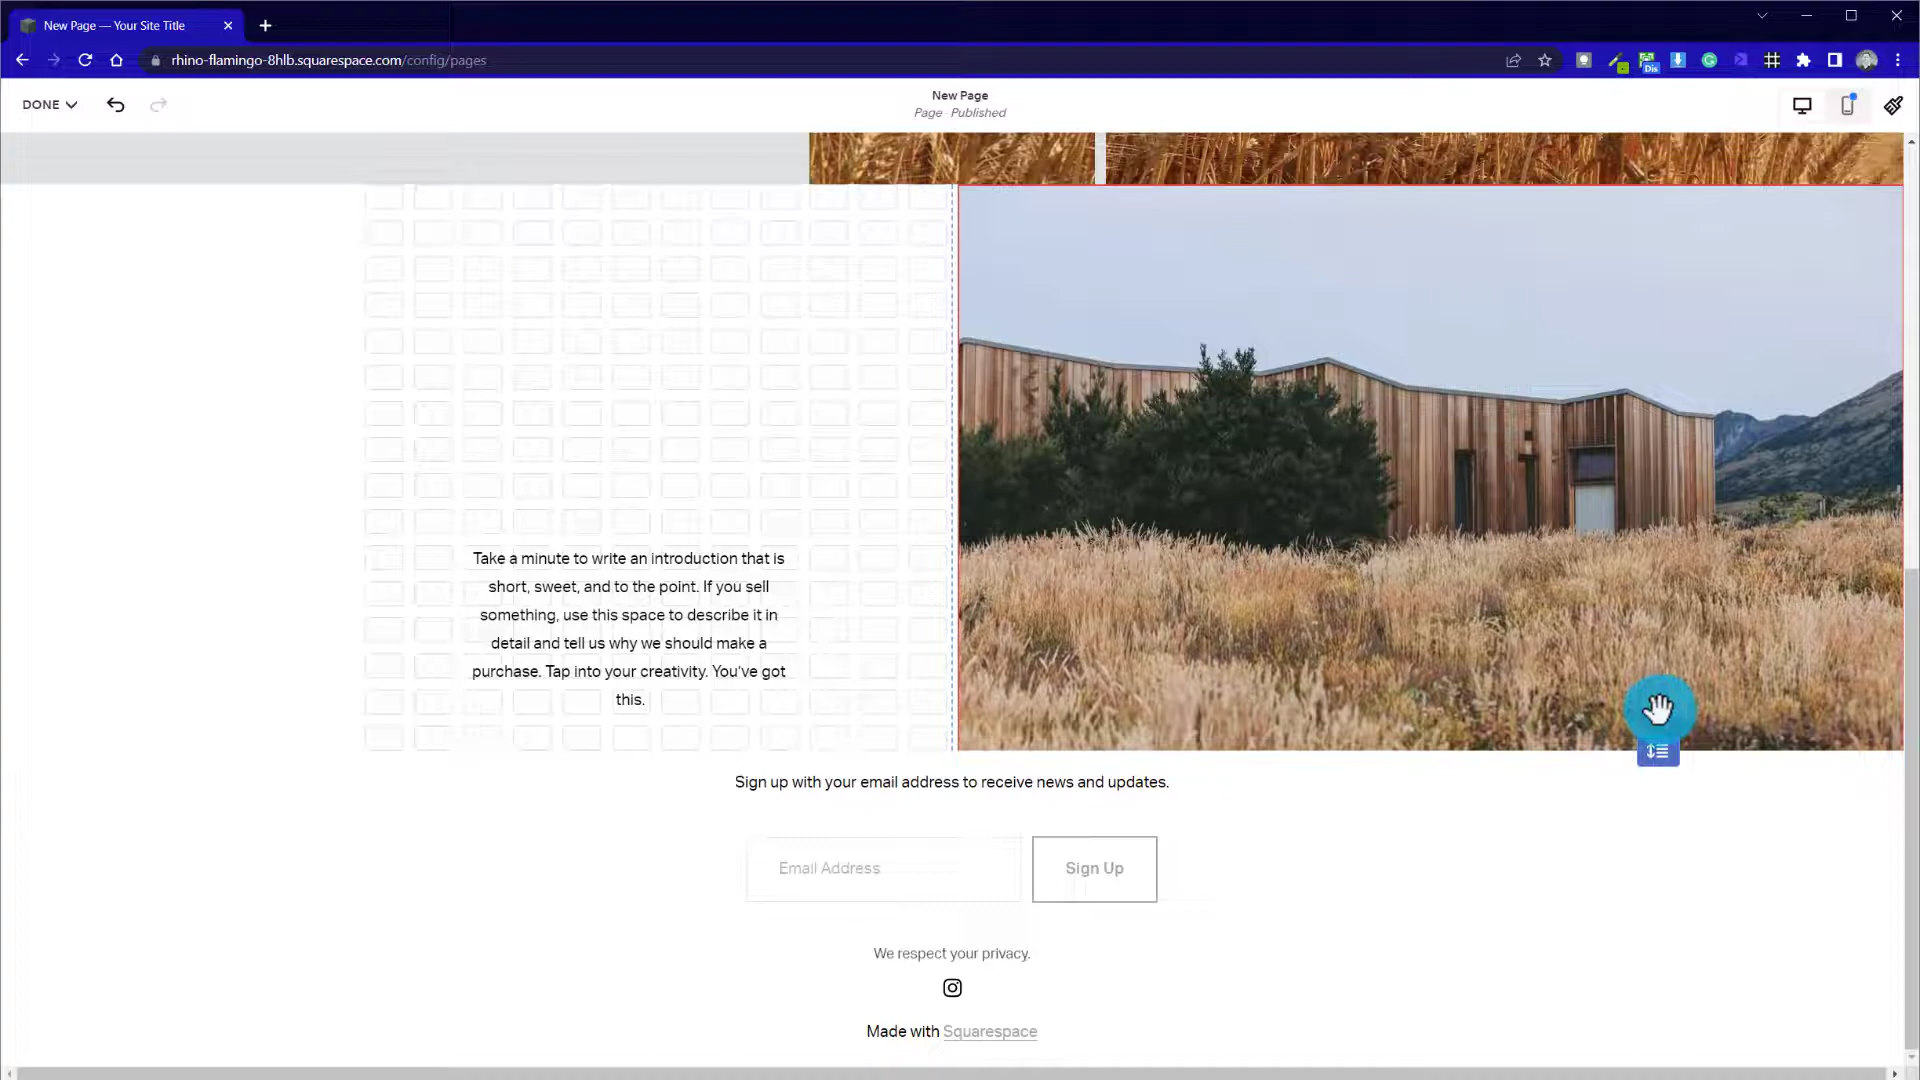 New Page — Your Site Title
rhino-flamingo-8hlb.squarespace.com/config/pages
Dis
DONE
New Page
Page · Published
Take a minute to write an introduction that is
short, sweet, and to the point. If you sell
something, use this space to describe it in
detail and tell us why we should make a
purchase. Tap into your creativity. You’ve got
this.
Sign up with your email address to receive news and updates.
Email Address
Sign Up
We respect your privacy.
Made with Squarespace